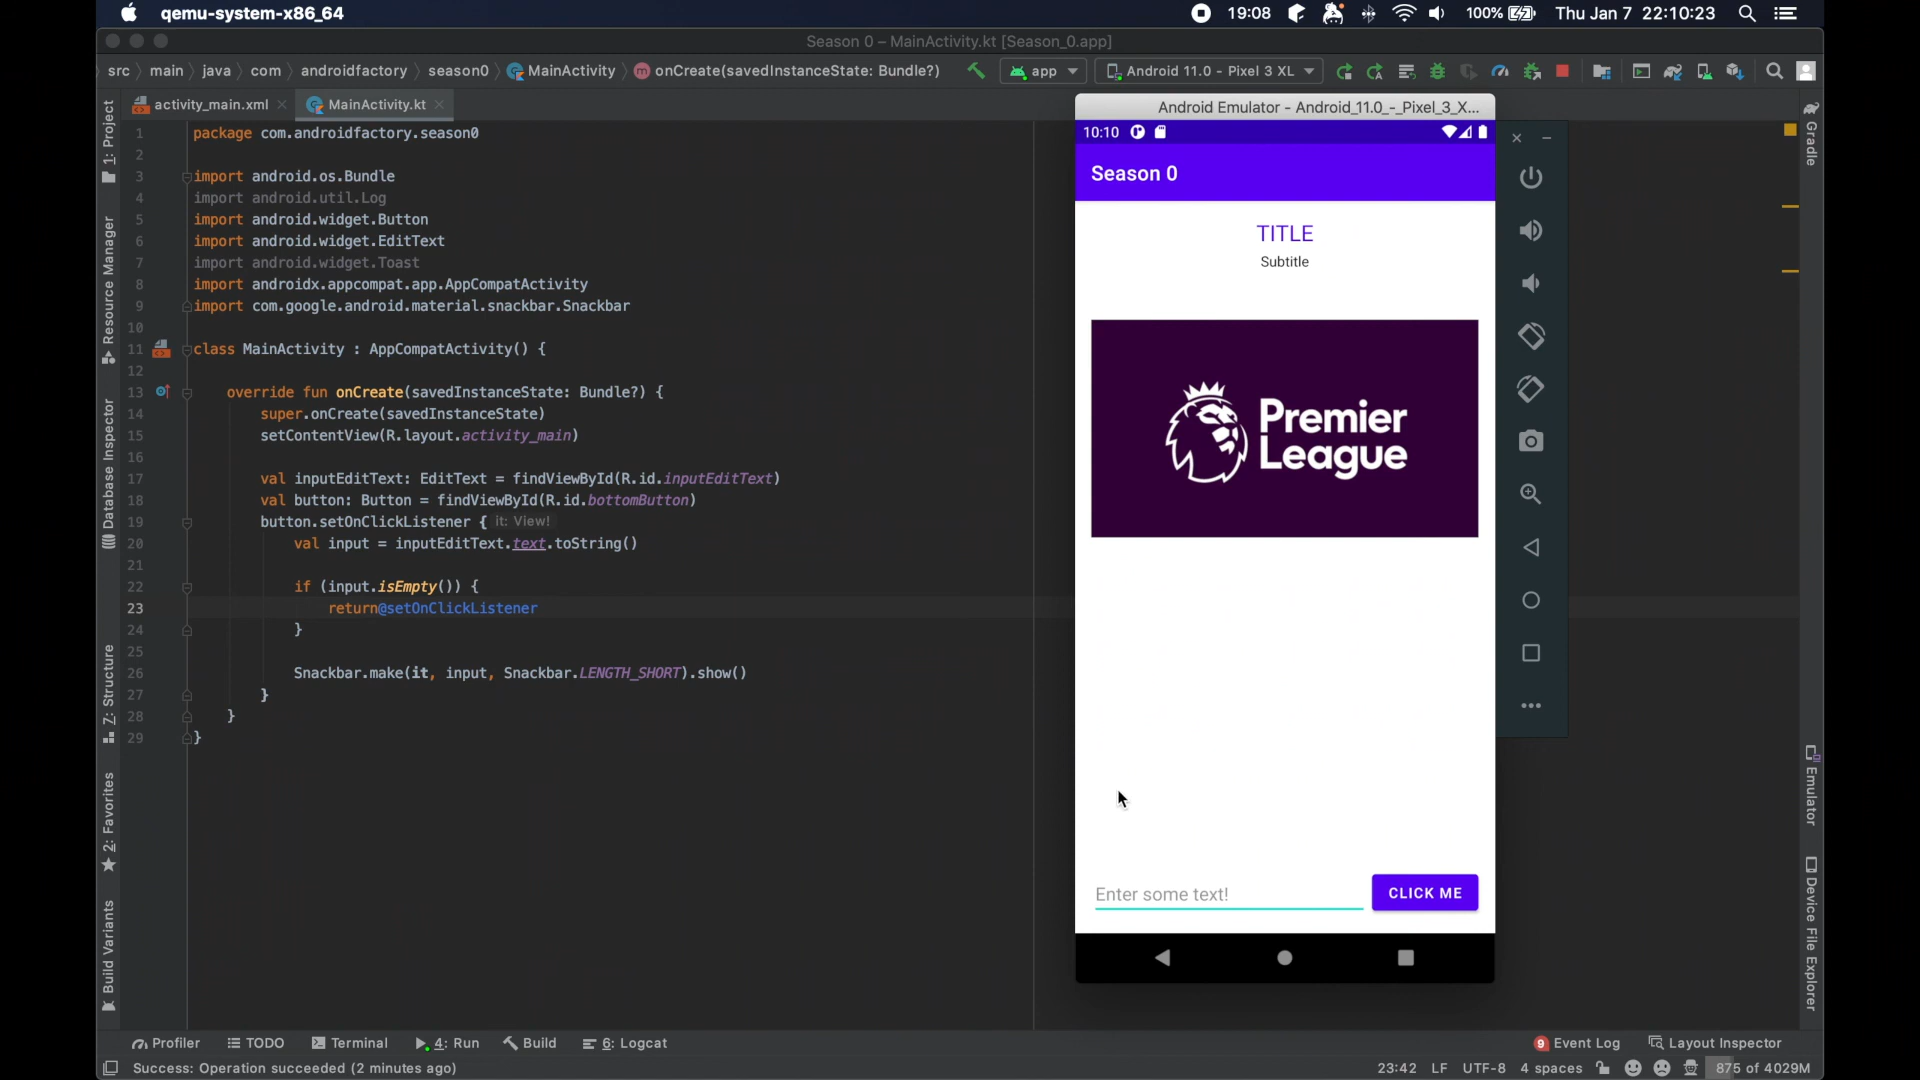 qemu-system-x86_64
19:08
100%
Thu Jan 7 22:10:23
Season 0 – MainActivity.kt [Season_0.app]
src main java com androidfactory season0 MainActivity onCreate(savedInstanceState: Bundle?)
app
Android 11.0 - Pixel 3 XL
activity_main.xml
MainActivity.kt
1 package com.androidfactory.season0
2
3 import android.os.Bundle
4 import android.util.Log
5 import android.widget.Button
6 import android.widget.EditText
7 import android.widget.Toast
8 import androidx.appcompat.app.AppCompatActivity
9 import com.google.android.material.snackbar.Snackbar
10
11 class MainActivity : AppCompatActivity() {
12
13 override fun onCreate(savedInstanceState: Bundle?) {
14 super.onCreate(savedInstanceState)
15 setContentView(R.layout.activity_main)
16
17 val inputEditText: EditText = findViewById(R.id.inputEditText)
18 val button: Button = findViewById(R.id.bottomButton)
19 button.setOnClickListener { it: View!
20 val input = inputEditText.text.toString()
21
22 if (input.isEmpty()) {
23 return@setOnClickListener
24 }
25
26 Snackbar.make(it, input, Snackbar.LENGTH_SHORT).show()
27 }
28 }
29 }
1: Project
Resource Manager
Database Inspector
Z: Structure
2: Favorites
Build Variants
Android Emulator - Android_11.0_-_Pixel_3_X...
10:10
Season 0
TITLE
Subtitle
Premier
League
Enter some text!
CLICK ME
Gradle
Emulator
Device File Explorer
Profiler
TODO
Terminal
4: Run
Build
6: Logcat
9 Event Log
Layout Inspector
Success: Operation succeeded (2 minutes ago)
23:42 LF UTF-8 4 spaces
875 of 4029M